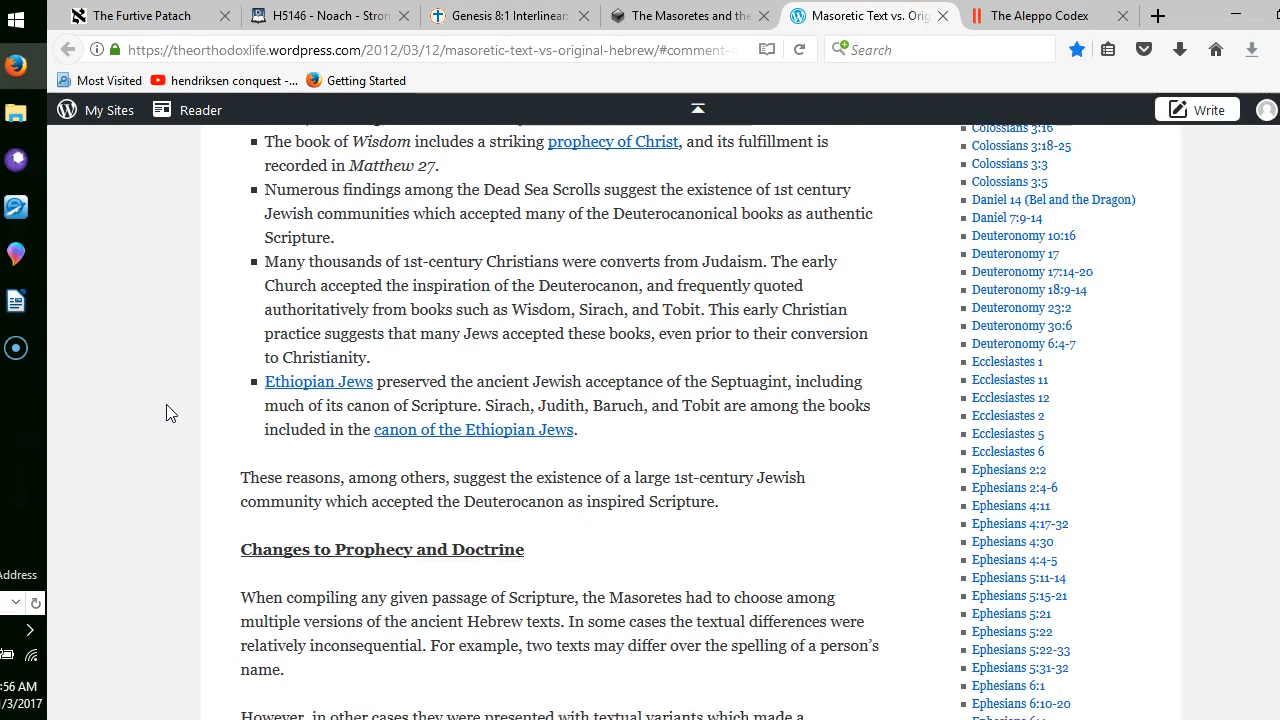 The Furtive Patach
H5146 - Noach - Stron
Genesis 8:1 Interlinear:
The Masoretes and the
Masoretic Text vs. Orig
The Aleppo Codex
https://theorthodoxlife.wordpress.com/2012/03/12/masoretic-text-vs-original-hebrew/#comment-4
Search
Most Visited
hendriksen conquest -...
Getting Started
My Sites
Reader
Write
The book of Wisdom includes a striking prophecy of Christ, and its fulfillment is
recorded in Matthew 27.
Numerous findings among the Dead Sea Scrolls suggest the existence of 1st century
Jewish communities which accepted many of the Deuterocanonical books as authentic
Scripture.
Many thousands of 1st-century Christians were converts from Judaism. The early
Church accepted the inspiration of the Deuterocanon, and frequently quoted
authoritatively from books such as Wisdom, Sirach, and Tobit. This early Christian
practice suggests that many Jews accepted these books, even prior to their conversion
to Christianity.
Ethiopian Jews preserved the ancient Jewish acceptance of the Septuagint, including
much of its canon of Scripture. Sirach, Judith, Baruch, and Tobit are among the books
included in the canon of the Ethiopian Jews.
These reasons, among others, suggest the existence of a large 1st-century Jewish
community which accepted the Deuterocanon as inspired Scripture.
Changes to Prophecy and Doctrine
When compiling any given passage of Scripture, the Masoretes had to choose among
multiple versions of the ancient Hebrew texts. In some cases the textual differences were
relatively inconsequential. For example, two texts may differ over the spelling of a person's
name.
However, in other cases they were presented with textual variants which made a
Colossians 3:16
Colossians 3:18-25
Colossians 3:3
Colossians 3:5
Daniel 14 (Bel and the Dragon)
Daniel 7:9-14
Deuteronomy 10:16
Deuteronomy 17
Deuteronomy 17:14-20
Deuteronomy 18:9-14
Deuteronomy 23:2
Deuteronomy 30:6
Deuteronomy 6:4-7
Ecclesiastes 1
Ecclesiastes 11
Ecclesiastes 12
Ecclesiastes 2
Ecclesiastes 5
Ecclesiastes 6
Ephesians 2:2
Ephesians 2:4-6
Ephesians 4:11
Ephesians 4:17-32
Ephesians 4:30
Ephesians 4:4-5
Ephesians 5:11-14
Ephesians 5:15-21
Ephesians 5:21
Ephesians 5:22
Ephesians 5:22-33
Ephesians 5:31-32
Ephesians 6:1
Ephesians 6:10-20
Address
:56 AM
1/3/2017